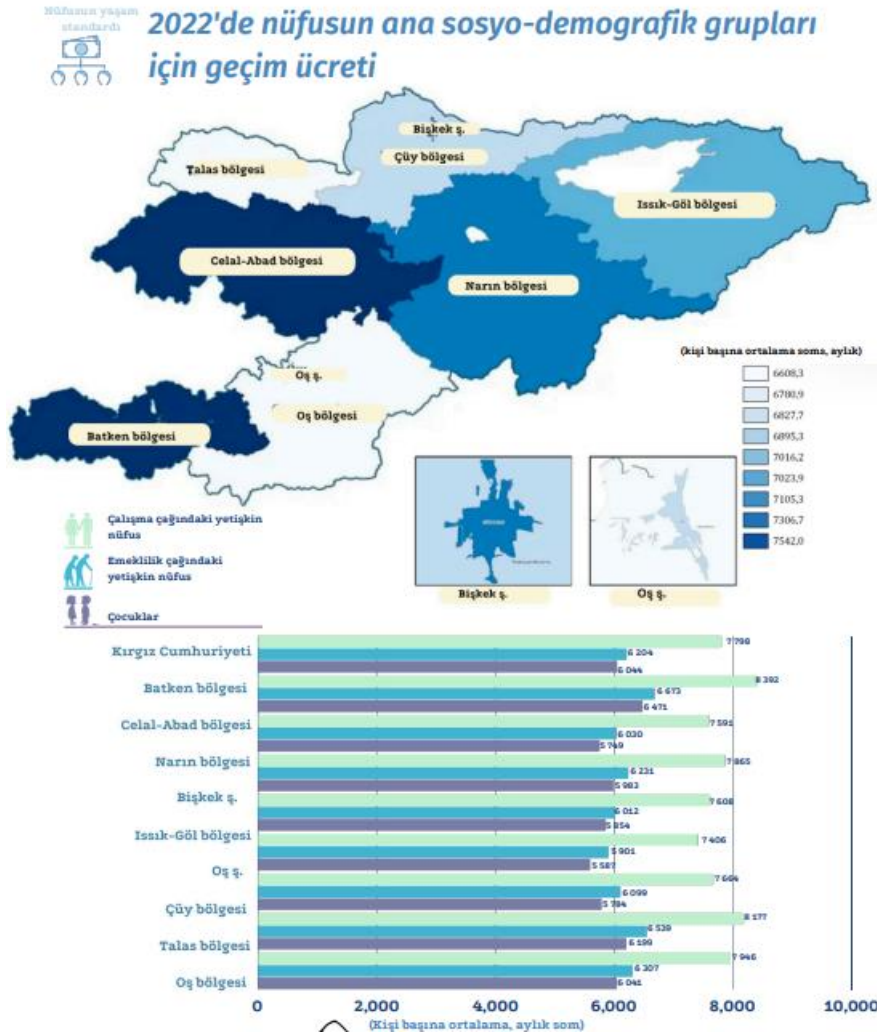 Nüfusun yaşam
standardı
2022'de nüfusun ana sosyo-demografik grupları
için geçim ücreti
Bişkek ş.
Çüy bölgesi
Talas bölgesi
Issık-Göl bölgesi
Celal-Abad bölgesi
Narın bölgesi
Oş ş.
Oş bölgesi
Batken bölgesi
(kişi başına ortalama soms, aylık)
6608,3
6780,9
6827,7
6895,3
7016,2
7023,9
7105,3
7306,7
7542,0
Bişkek ş.
Oş ş.
Çalışma çağındaki yetişkin
nüfus
Emeklilik çağındaki
yetişkin nüfus
Çocuklar
Kırgız Cumhuriyeti
7 798
6 204
6 044
Batken bölgesi
8 392
6 673
6 471
Celal-Abad bölgesi
7 591
6 030
5 749
Narın bölgesi
7 865
6 231
5 983
Bişkek ş.
7 608
6 012
5 854
Issık-Göl bölgesi
7 406
5 901
5 587
Oş ş.
7 664
6 099
5 784
Çüy bölgesi
8 177
6 539
6 199
Talas bölgesi
7 946
6 307
6 041
Oş bölgesi
0 2,000 4,000 6,000 8,000 10,000
(Kişi başına ortalama, aylık som)